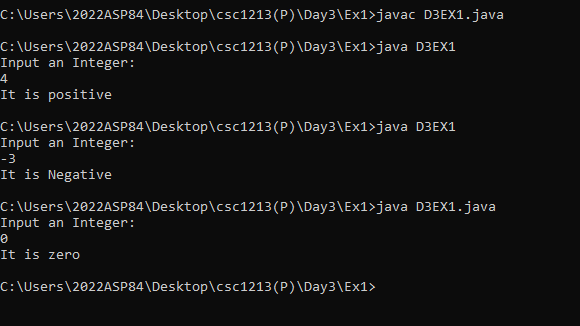 C:\Users\2022ASP84\Desktop\csc1213(P)\Day3\Ex1>javac D3EX1.java
C:\Users\2022ASP84\Desktop\csc1213(P)\Day3\Ex1>java D3EX1
Input an Integer:
4
It is positive
C:\Users\2022ASP84\Desktop\csc1213(P)\Day3\Ex1>java D3EX1
Input an Integer:
-3
It is Negative
C:\Users\2022ASP84\Desktop\csc1213(P)\Day3\Ex1>java D3EX1.java
Input an Integer:
0
It is zero
C:\Users\2022ASP84\Desktop\csc1213(P)\Day3\Ex1>